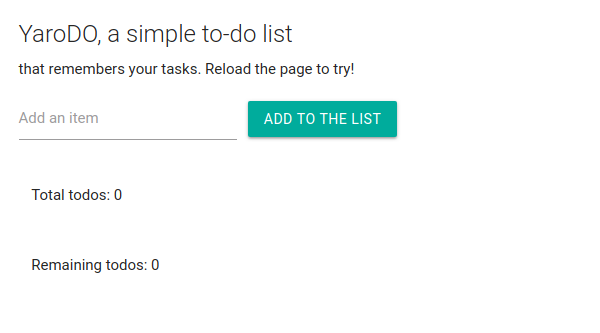 YaroDO, a simple to-do list
that remembers your tasks. Reload the page to try!
Add an item
ADD TO THE LIST
Total todos: 0
Remaining todos: 0